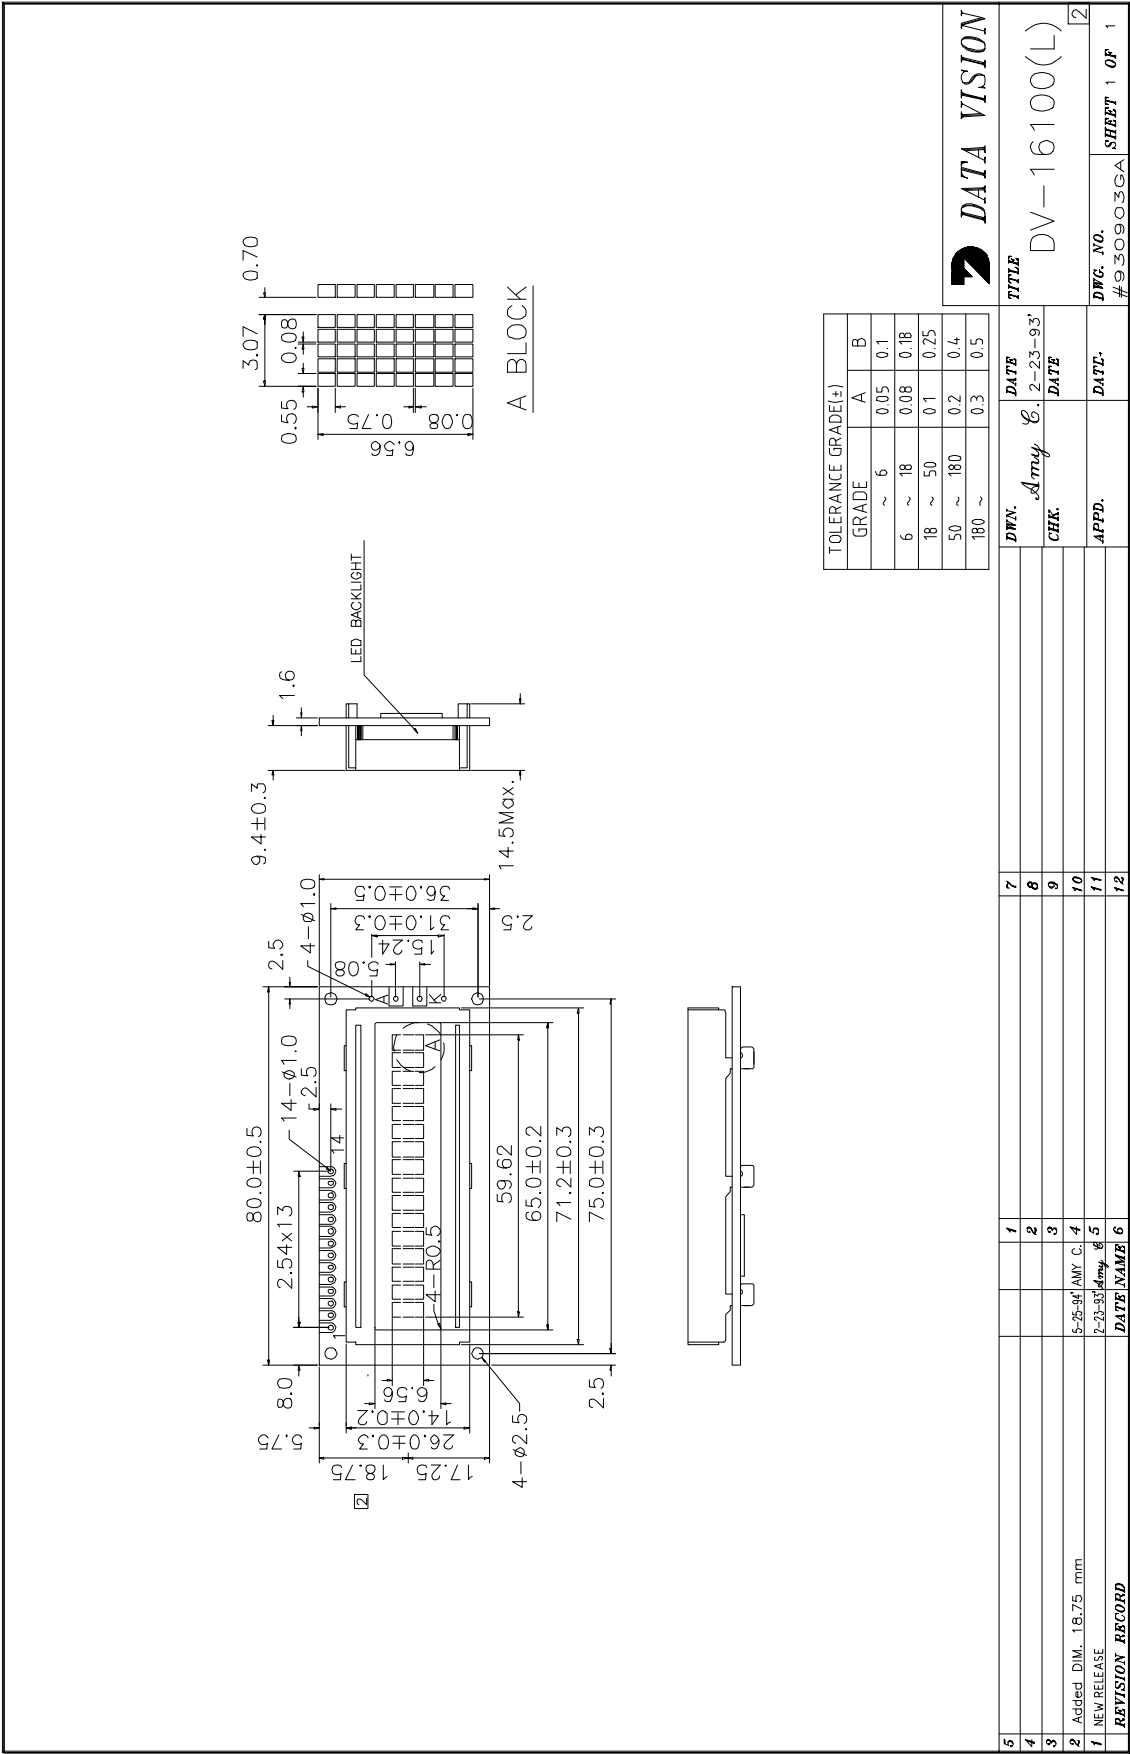 80.0±0.5
8.0
2.54x13
14-ø1.0
2.5
2.5
4-ø1.0
1
14
5.75
18.75
17.25
2
26.0±0.3
14.0±0.2
6.56
5.08
15.24
31.0±0.3
36.0±0.5
2.5
A
K
A
4-R0.5
59.62
65.0±0.2
71.2±0.3
75.0±0.3
2.5
4-ø2.5
9.4±0.3
1.6
14.5Max.
LED BACKLIGHT
3.07
0.70
0.55
0.08
6.56
0.75
0.08
A BLOCK
TOLERANCE GRADE(±)
GRADE A B
~ 6 0.05 0.1
6 ~ 18 0.08 0.18
18 ~ 50 0.1 0.25
50 ~ 180 0.2 0.4
180 ~ 0.3 0.5
DATA VISION
TITLE
DV-16100(L)
2
DWG. NO.
#930903GA
SHEET 1 OF 1
DWN. Amy C.
DATE 2-23-93'
CHK.
DATE
APPD.
DATE.
5 1 7
4 2 8
3 3 9
2 Added DIM. 18.75 mm 5-25-94' AMY C. 4 10
1 NEW RELEASE 2-23-93' Amy C 5 11
REVISION RECORD DATE NAME 6 12